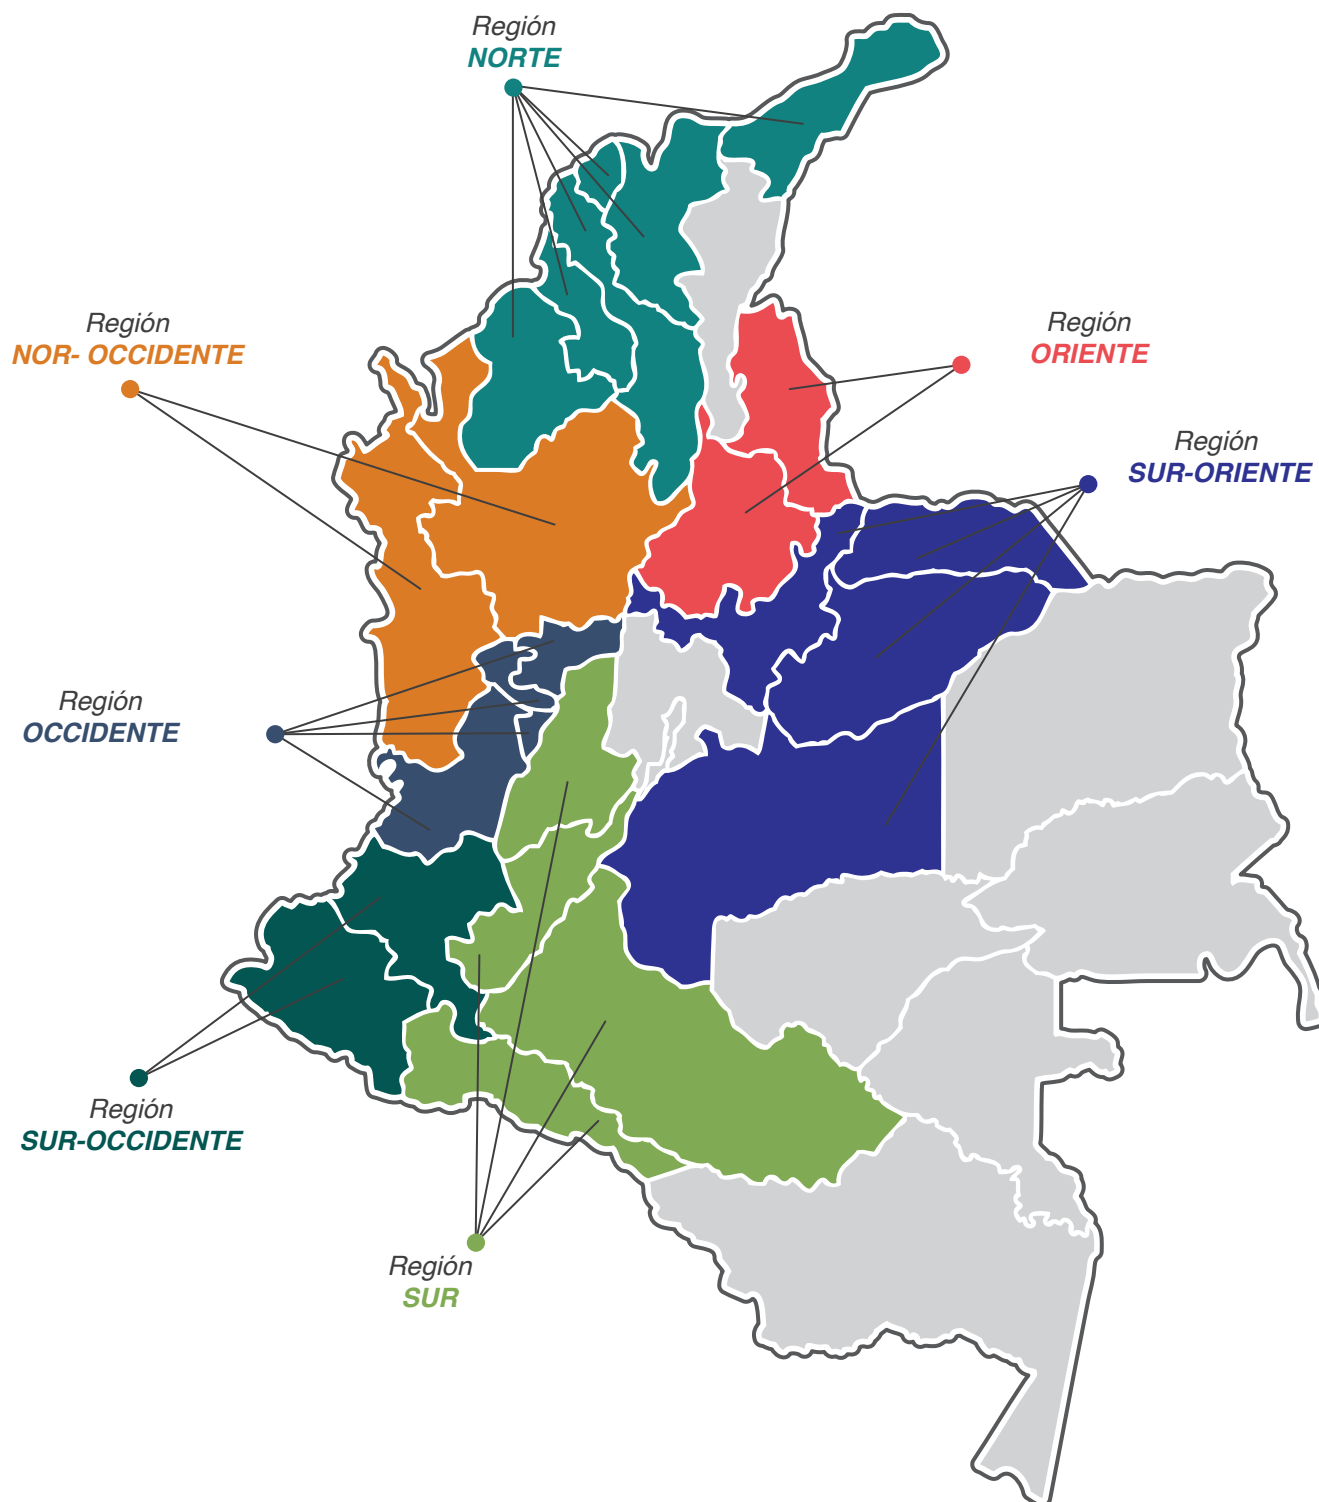 Región
NORTE
Región
NOR- OCCIDENTE
Región
ORIENTE
Región
SUR-ORIENTE
Región
OCCIDENTE
Región
SUR-OCCIDENTE
Región
SUR